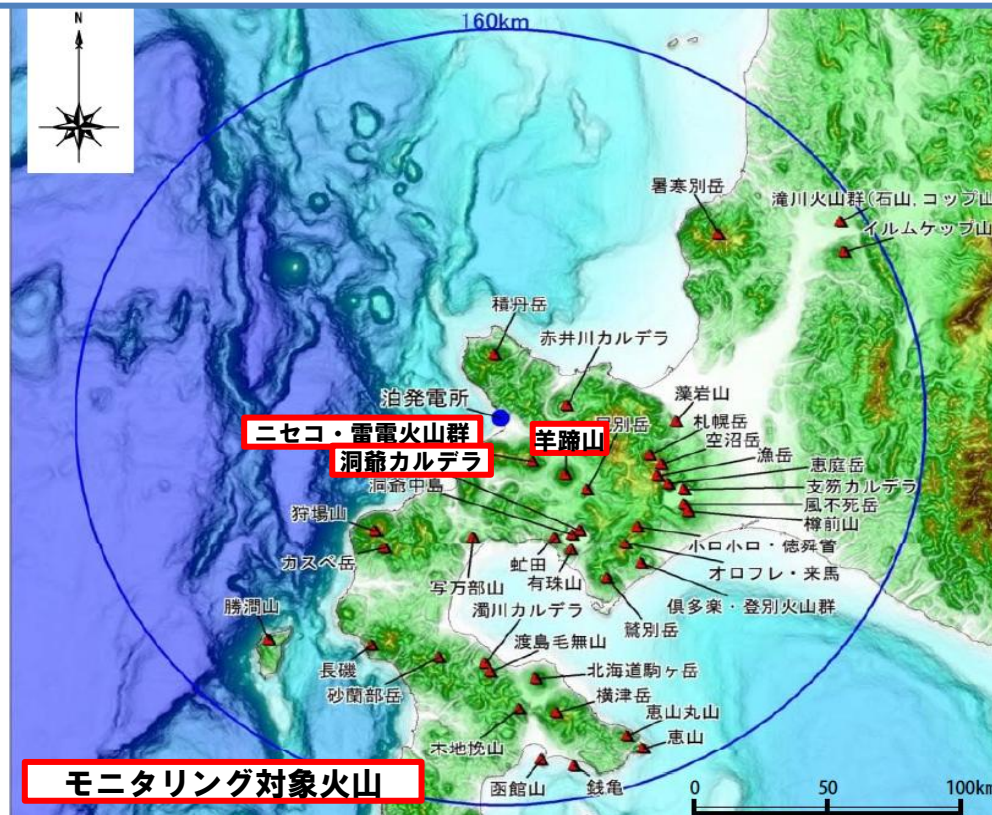 160km
N
暑寒別岳
滝川火山群(石山,コップ山
イルムケップ山
積丹岳
赤井川カルデラ
泊発電所
藻岩山
ニセコ・雷電火山群
羊蹄山
札幌岳
空沼岳
洞爺カルデラ
漁岳
恵庭岳
洞爺中島
支笏カルデラ
風不死岳
狩場山
樽前山
カスベ岳
写万部山
虻田
有珠山
ホロホロ・徳舜瞥
オロフレ・来馬
勝澗山
濁川カルデラ
鷲別岳
倶多楽・登別火山群
渡島毛無山
長磯
砂蘭部岳
北海道駒ヶ岳
横津岳
恵山丸山
恵山
木地挽山
モニタリング対象火山
函館山
銭亀
0 50 100km